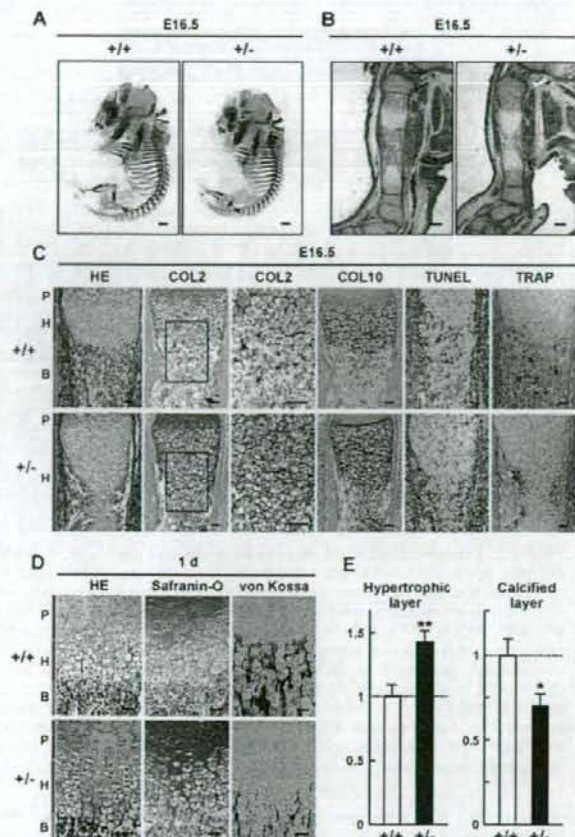 A
E16.5
+/+ +/-
B
E16.5
+/+ +/-
C
E16.5
HE COL2 COL2 COL10 TUNEL TRAP
+/+
P
H
B
+/-
P
H
D
1 d
HE Safranin-O von Kossa
+/+
P
H
B
+/-
P
H
B
E
Hypertrophic
layer
1.5
1
0.5
0
**
+/+ +/-
Calcified
layer
1
0.5
0
*
+/+ +/-